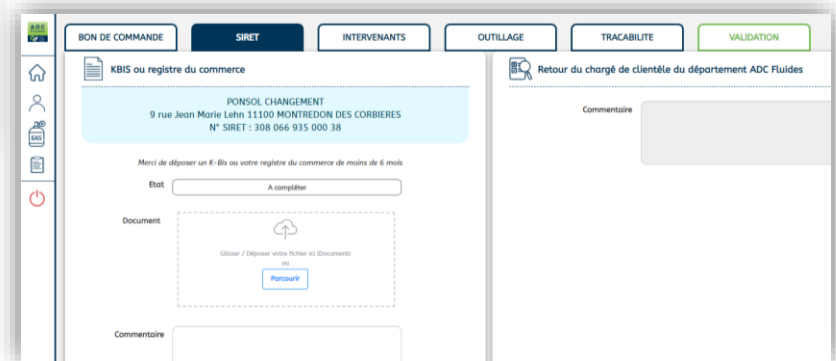 ADC
BON DE COMMANDE
SIRET
INTERVENANTS
OUTILLAGE
TRACABILITE
VALIDATION
KBIS ou registre du commerce
PONSOL CHANGEMENT
9 rue Jean Marie Lehn 11100 MONTREDON DES CORBIERES
N° SIRET : 308 066 935 000 38
Merci de déposer un K-Bis ou votre registre du commerce de moins de 6 mois
Etat
A compléter
Document
Glisser / Déposer votre fichier ici (Document)
ou
Parcourir
Commentaire
Retour du chargé de clientèle du département ADC Fluides
Commentaire
GAS